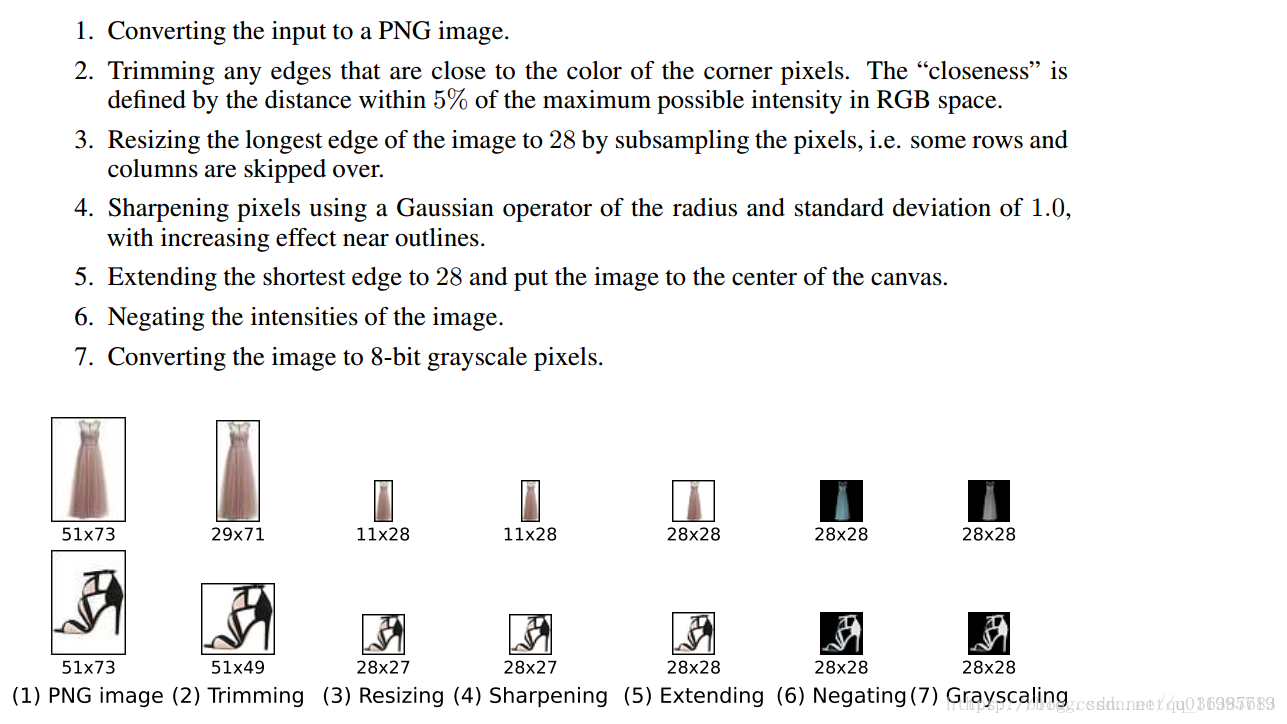 1. Converting the input to a PNG image.
2. Trimming any edges that are close to the color of the corner pixels. The “closeness” is
defined by the distance within 5% of the maximum possible intensity in RGB space.
3. Resizing the longest edge of the image to 28 by subsampling the pixels, i.e. some rows and
columns are skipped over.
4. Sharpening pixels using a Gaussian operator of the radius and standard deviation of 1.0,
with increasing effect near outlines.
5. Extending the shortest edge to 28 and put the image to the center of the canvas.
6. Negating the intensities of the image.
7. Converting the image to 8-bit grayscale pixels.
51x73 29x71 11x28 11x28 28x28 28x28 28x28
51x73 51x49 28x27 28x27 28x28 28x28 28x28
(1) PNG image (2) Trimming (3) Resizing (4) Sharpening (5) Extending (6) Negating (7) Grayscaling